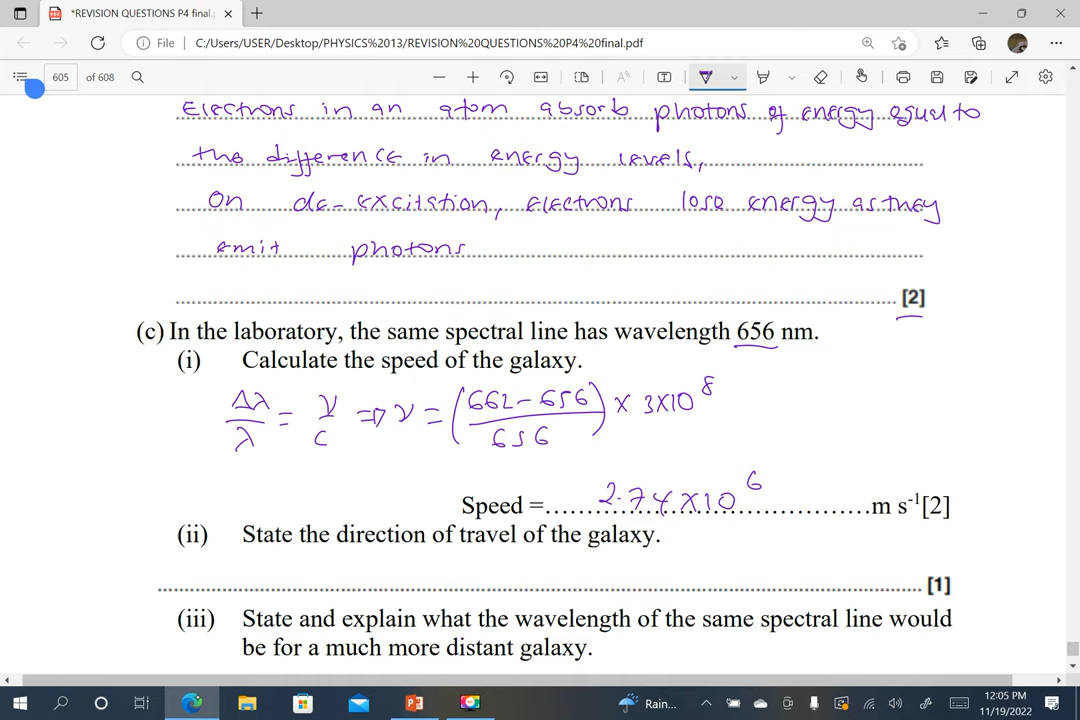 *REVISION QUESTIONS P4 final.p
File C:/Users/USER/Desktop/PHYSICS%2013/REVISION%20QUESTIONS%20P4%20final.pdf
605 of 608
Electrons in an atom absorb photons of energy equal to
the difference in energy levels,
On de-excitation, electrons lose energy as they
emit photons
[2]
(c) In the laboratory, the same spectral line has wavelength 656 nm.
(i) Calculate the speed of the galaxy.
Δλ/λ = v/c ⇒ v = ((662 - 656)/656) × 3×10^8
Speed =……2.74×10^6……m s⁻¹[2]
(ii) State the direction of travel of the galaxy.
[1]
(iii) State and explain what the wavelength of the same spectral line would
be for a much more distant galaxy.
Rain...
12:05 PM
11/19/2022